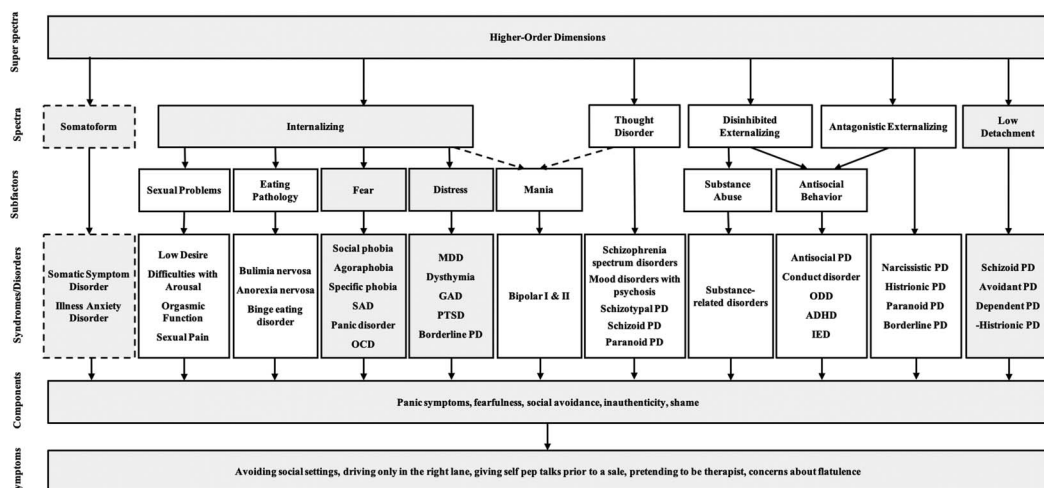 Super spectra
Higher-Order Dimensions
Spectra
Somatoform
Internalizing
Thought
Disorder
Disinhibited
Externalizing
Antagonistic Externalizing
Low
Detachment
Subfactors
Sexual Problems
Eating
Pathology
Fear
Distress
Mania
Substance
Abuse
Antisocial
Behavior
Syndromes/Disorders
Somatic Symptom
Disorder
Illness Anxiety
Disorder
Low Desire
Difficulties with
Arousal
Orgasmic
Function
Sexual Pain
Bulimia nervosa
Anorexia nervosa
Binge eating
disorder
Social phobia
Agoraphobia
Specific phobia
SAD
Panic disorder
OCD
MDD
Dysthymia
GAD
PTSD
Borderline PD
Bipolar I & II
Schizophrenia
spectrum disorders
Mood disorders with
psychosis
Schizotypal PD
Schizoid PD
Paranoid PD
Substance-
related disorders
Antisocial PD
Conduct disorder
ODD
ADHD
IED
Narcissistic PD
Histrionic PD
Paranoid PD
Borderline PD
Schizoid PD
Avoidant PD
Dependent PD
-Histrionic PD
Components
Panic symptoms, fearfulness, social avoidance, inauthenticity, shame
ymptoms
Avoiding social settings, driving only in the right lane, giving self pep talks prior to a sale, pretending to be therapist, concerns about flatulence